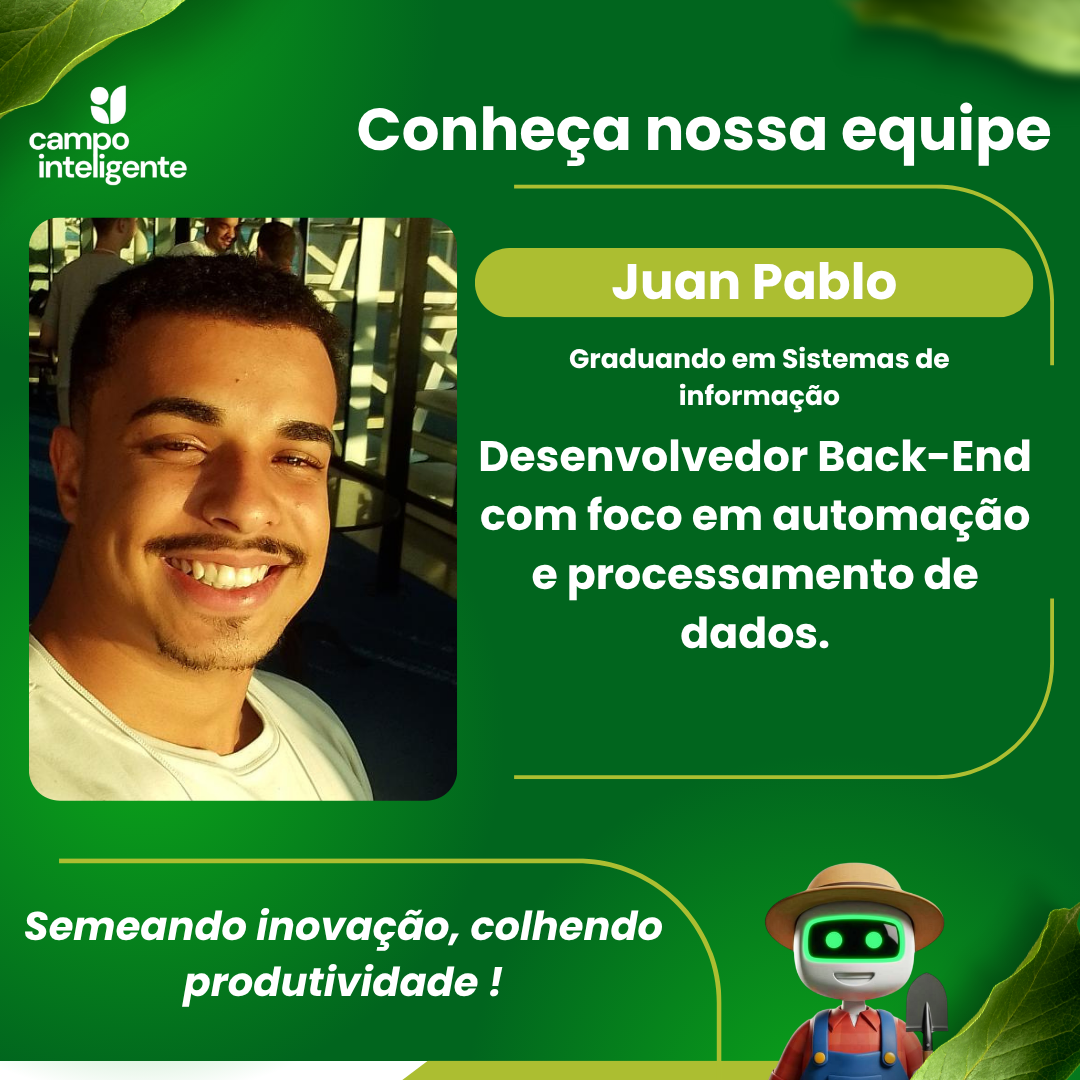 campo
inteligente
Conheça nossa equipe
Juan Pablo
Graduando em Sistemas de
informação
Desenvolvedor Back-End
com foco em automação
e processamento de
dados.
Semeando inovação, colhendo
produtividade !